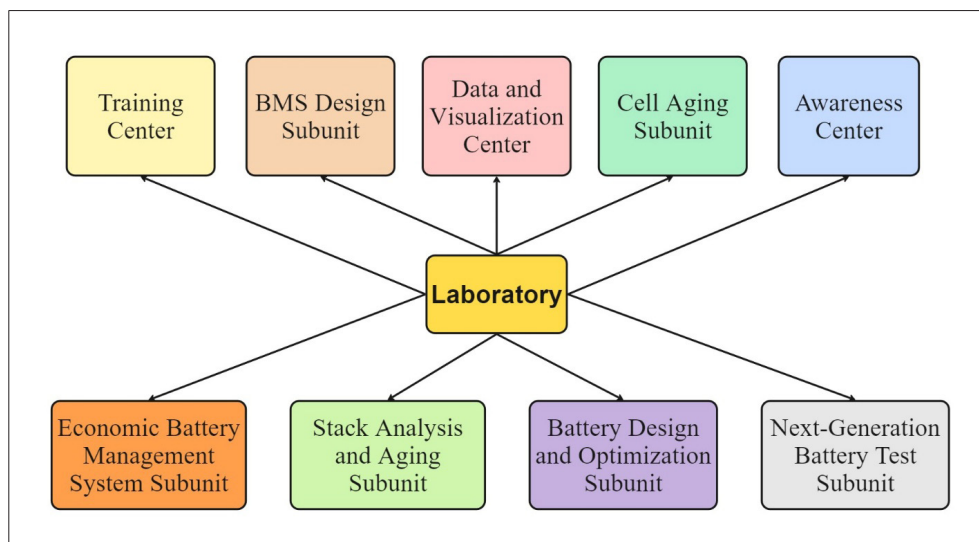 Training
Center
BMS Design
Subunit
Data and
Visualization
Center
Cell Aging
Subunit
Awareness
Center
Laboratory
Economic Battery
Management
System Subunit
Stack Analysis
and Aging
Subunit
Battery Design
and Optimization
Subunit
Next-Generation
Battery Test
Subunit